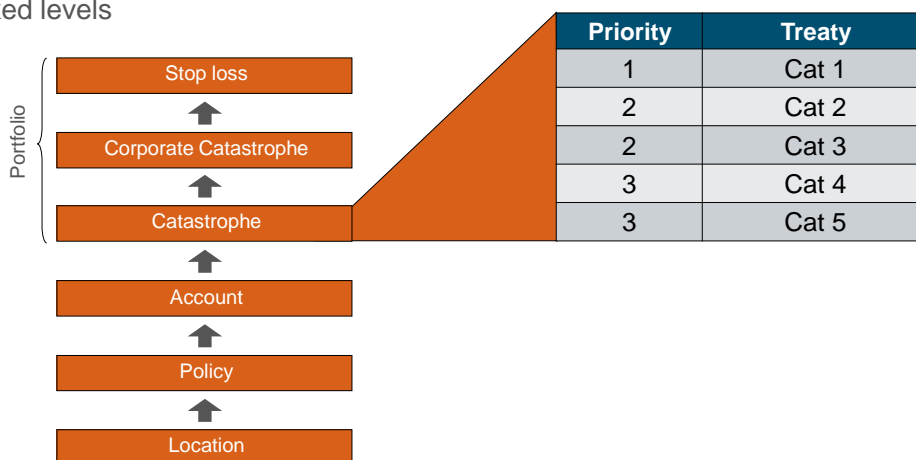 levels
Priority Treaty
Stop loss
1 Cat 1
2 Cat 2
Portfolio
Corporate Catastrophe
2 Cat 3
3 Cat 4
Catastrophe
3 Cat 5
Account
Policy
Location